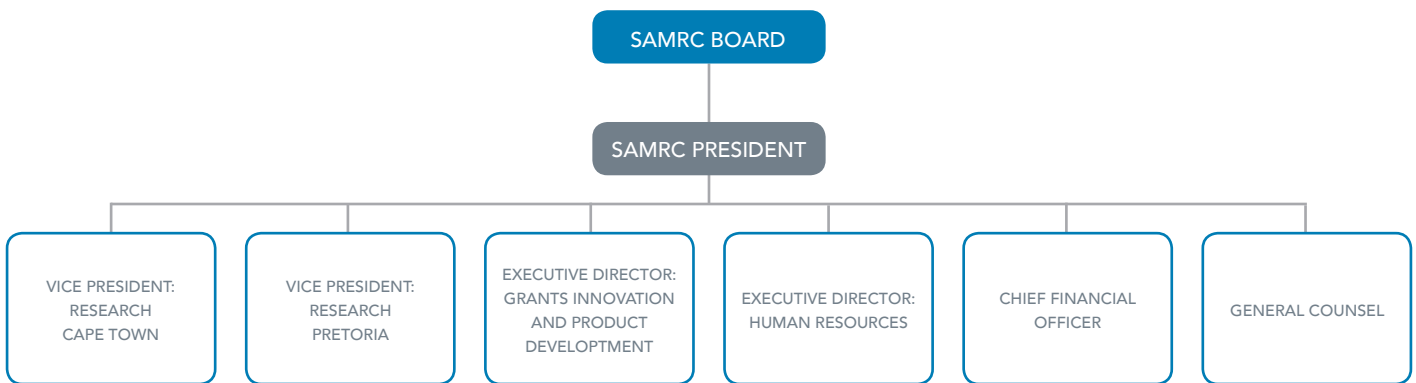 SAMRC BOARD
SAMRC PRESIDENT
VICE PRESIDENT:
RESEARCH
CAPE TOWN
VICE PRESIDENT:
RESEARCH
PRETORIA
EXECUTIVE DIRECTOR:
GRANTS INNOVATION
AND PRODUCT
DEVELOPTMENT
EXECUTIVE DIRECTOR:
HUMAN RESOURCES
CHIEF FINANCIAL
OFFICER
GENERAL COUNSEL